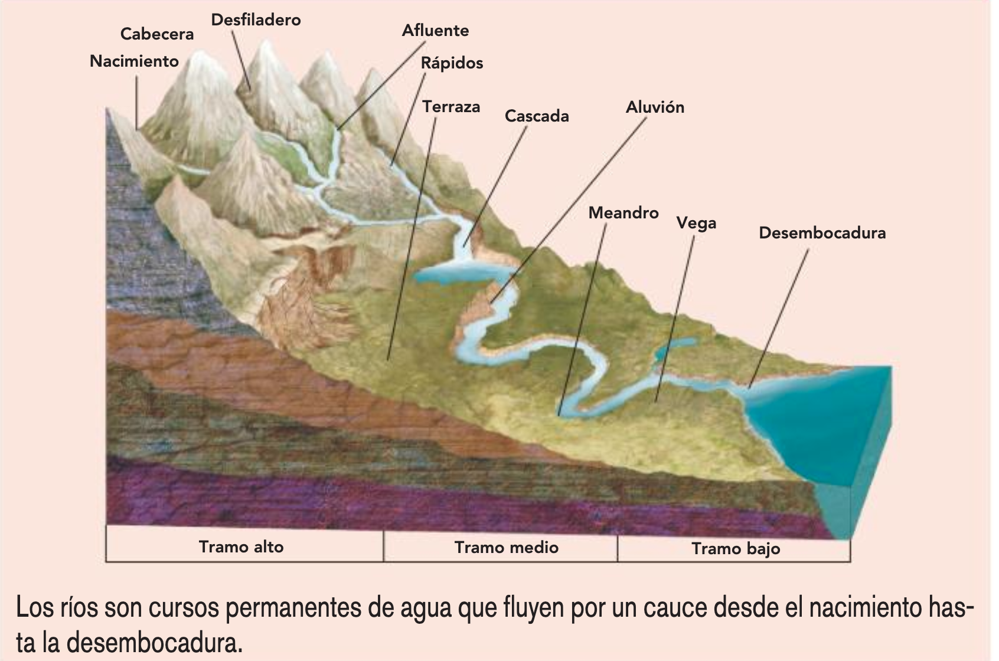 Desfiladero
Cabecera
Afluente
Nacimiento
Rápidos
Terraza
Cascada
Aluvión
Meandro
Vega
Desembocadura
Tramo alto
Tramo medio
Tramo bajo
Los ríos son cursos permanentes de agua que fluyen por un cauce desde el nacimiento has-
ta la desembocadura.